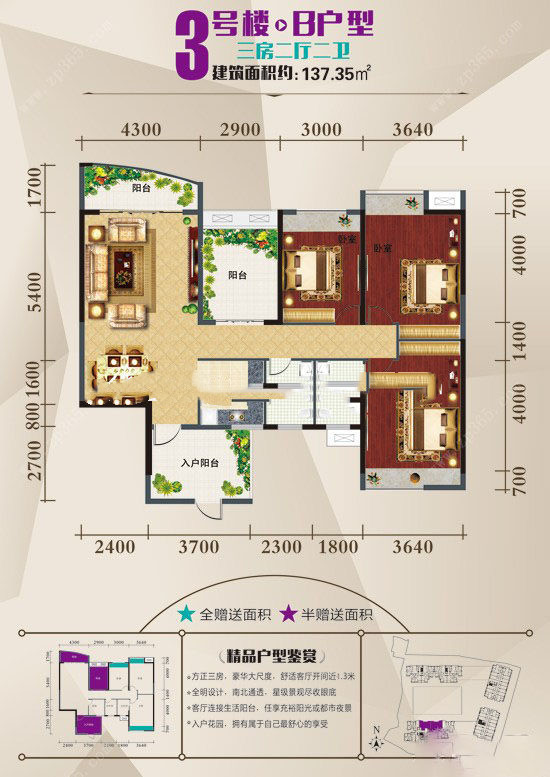 3号楼 B户型
三房二厅二卫
建筑面积约:137.35㎡
4300 2900 3000 3640
1700
5400
1600
800
2700
700
4000
1400
4000
700
阳台
阳台
卧室
卧室
入户阳台
2400 3700 2300 1800 3640
★全赠送面积 ★半赠送面积
精品户型鉴赏
*方正三房，豪华大尺度，舒适客厅开间近1.3米
*全明设计，南北通透，星级景观尽收眼底
*客厅连接生活阳台，任享充裕阳光或都市夜景
*入户花园，拥有属于自己最舒心的享受
4300 2900 3000 3640
2400 3700 2300 1800 3640
N